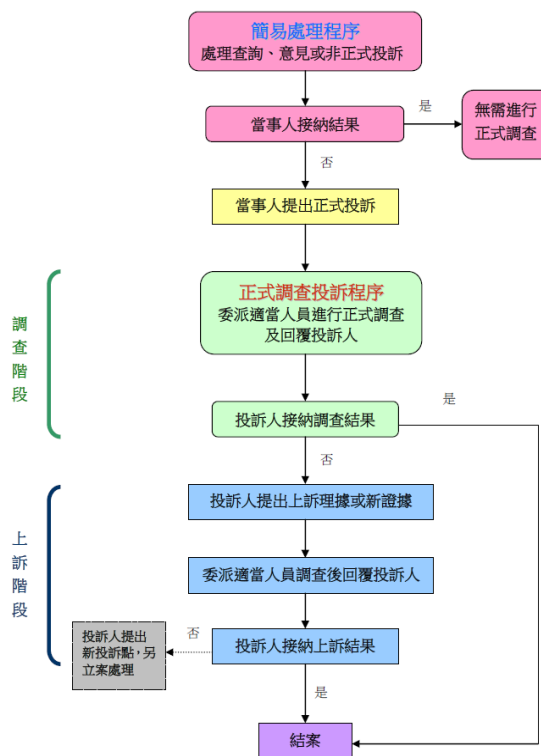 簡易處理程序
處理查詢、意見或非正式投訴
是
當事人接納結果
無需進行
正式調查
否
當事人提出正式投訴
正式調查投訴程序
委派適當人員進行正式調查
及回覆投訴人
調
查
階
段
投訴人接納調查結果
是
否
投訴人提出上訴理據或新證據
上
訴
階
段
委派適當人員調查後回覆投訴人
投訴人提出
新投訴點，另
立案處理
否
投訴人接納上訴結果
是
結案